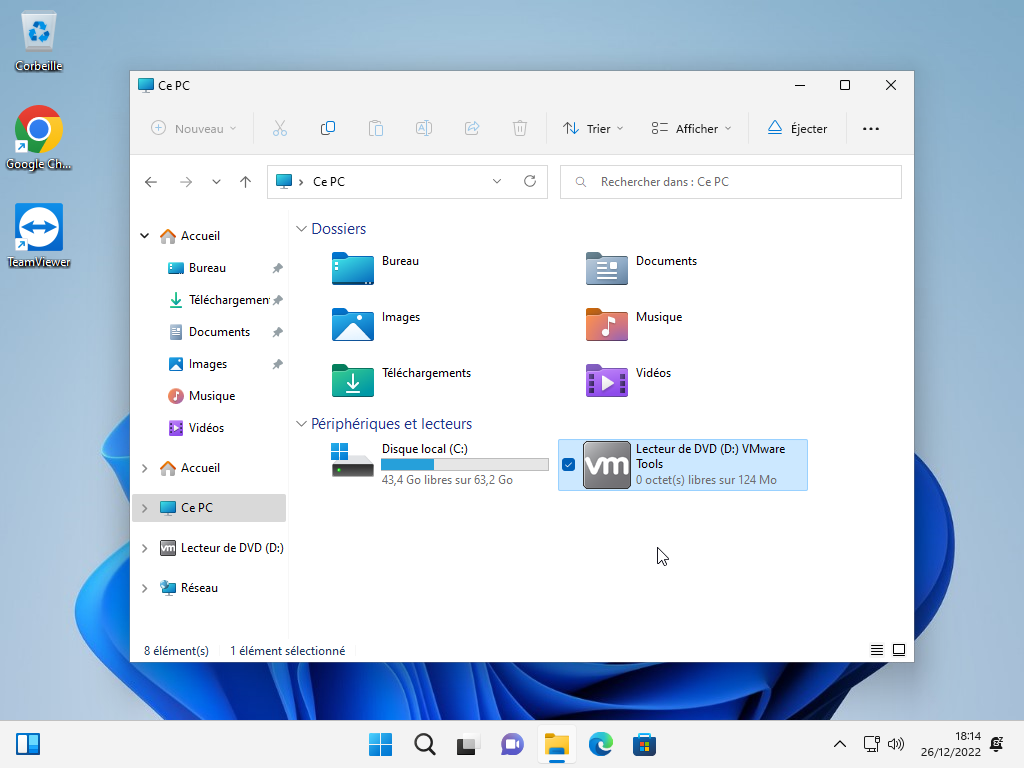 Corbeille
Google Ch...
TeamViewer
Ce PC
Nouveau
Trier
Afficher
Éjecter
Ce PC
Rechercher dans : Ce PC
Accueil
Bureau
Téléchargemen
Documents
Images
Musique
Vidéos
Accueil
Ce PC
vm
Lecteur de DVD (D:)
Réseau
Dossiers
Bureau
Documents
Images
Musique
Téléchargements
Vidéos
Périphériques et lecteurs
Disque local (C:)
43,4 Go libres sur 63,2 Go
vm
Lecteur de DVD (D:) VMware
Tools
0 octet(s) libres sur 124 Mo
8 élément(s)
1 élément sélectionné
18:14
26/12/2022